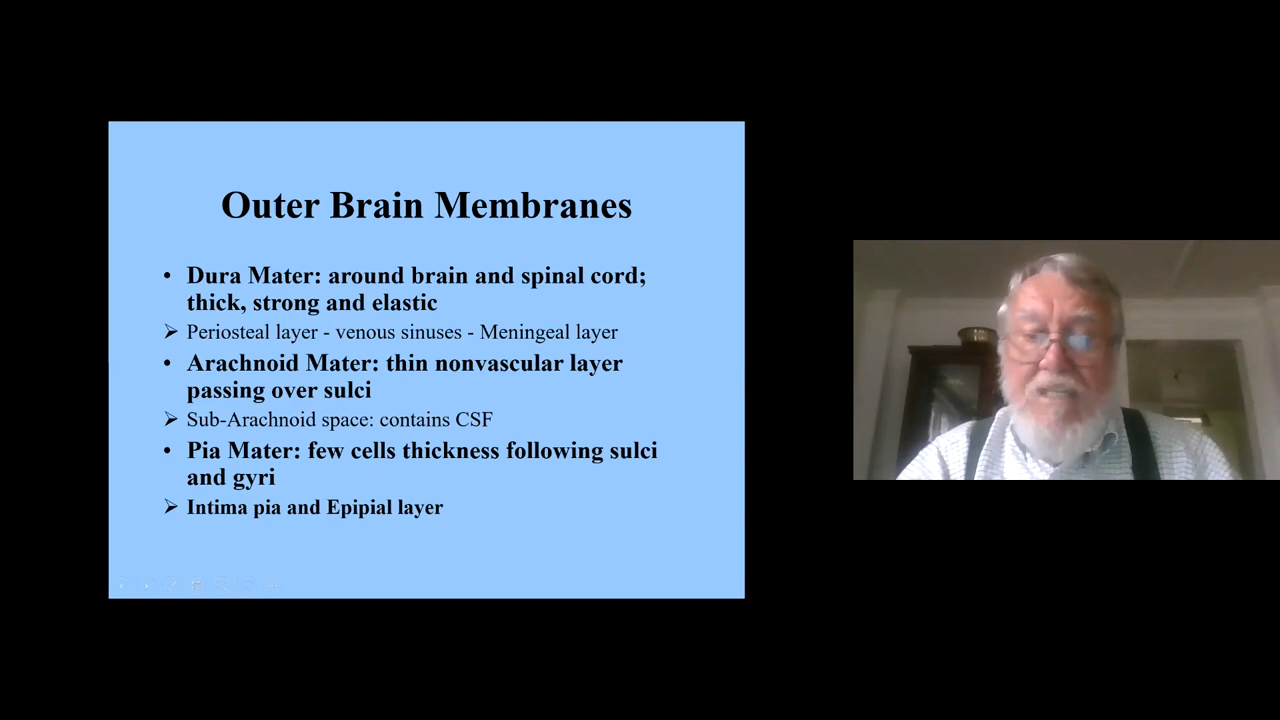 Outer Brain Membranes
• Dura Mater: around brain and spinal cord;
thick, strong and elastic
➢ Periosteal layer - venous sinuses - Meningeal layer
• Arachnoid Mater: thin nonvascular layer
passing over sulci
➢ Sub-Arachnoid space: contains CSF
• Pia Mater: few cells thickness following sulci
and gyri
➢ Intima pia and Epipial layer